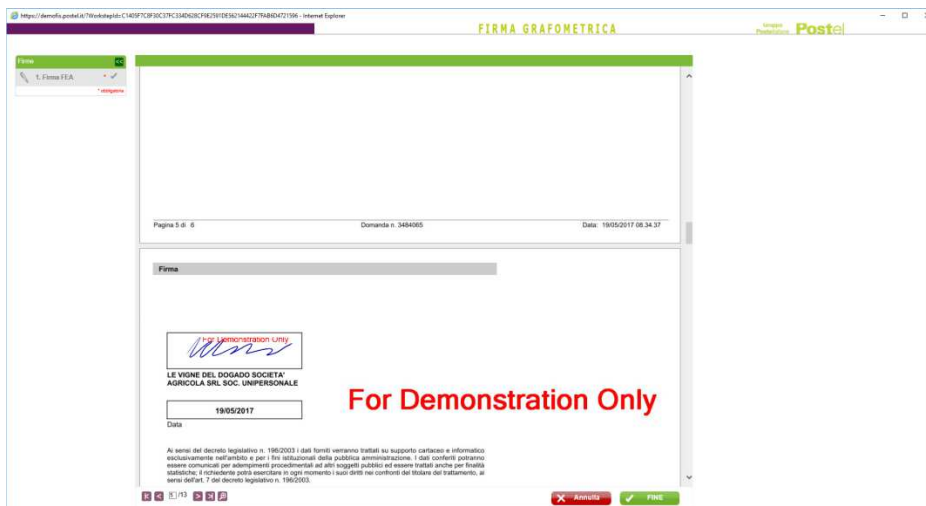 https://demofis.postel.it/?WorkstepId=C1405F7C8F30C37FC334D628CF9E2591DE562144422F7FAB6D4721596 - Internet Explorer
FIRMA GRAFOMETRICA
Gruppo
Posteitaliane
Postel
Firme
<<
1. Firma FEA *
* obbligatoria
Pagina 5 di 6 Domanda n. 3484065 Data: 19/05/2017 08.34.37
Firma
For Demonstration Only
LE VIGNE DEL DOGADO SOCIETA'
AGRICOLA SRL SOC. UNIPERSONALE
For Demonstration Only
19/05/2017
Data
Ai sensi del decreto legislativo n. 196/2003 i dati forniti verranno trattati su supporto cartaceo e informatico
esclusivamente nell'ambito e per i fini istituzionali della pubblica amministrazione. I dati conferiti potranno
essere comunicati per adempimenti procedimentali ad altri soggetti pubblici ed essere trattati anche per finalità
statistiche; il richiedente potrà esercitare in ogni momento i suoi diritti nei confronti del titolare del trattamento, ai
sensi dell'art. 7 del decreto legislativo n. 196/2003.
/13
Annulla
FINE